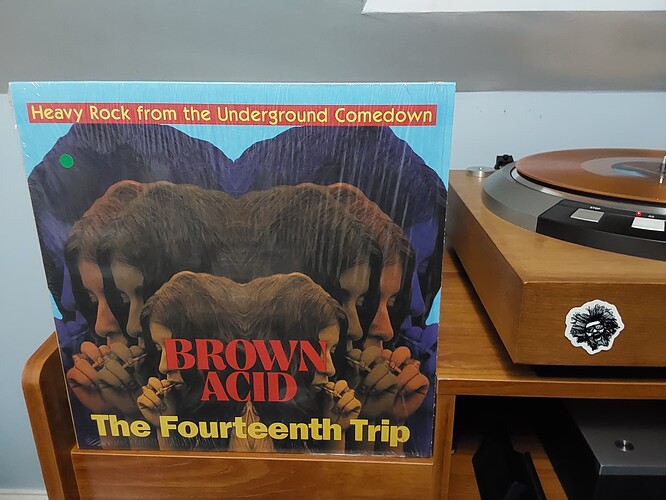 Heavy Rock from the Underground Comedown
BROWN
ACID
The Fourteenth Trip